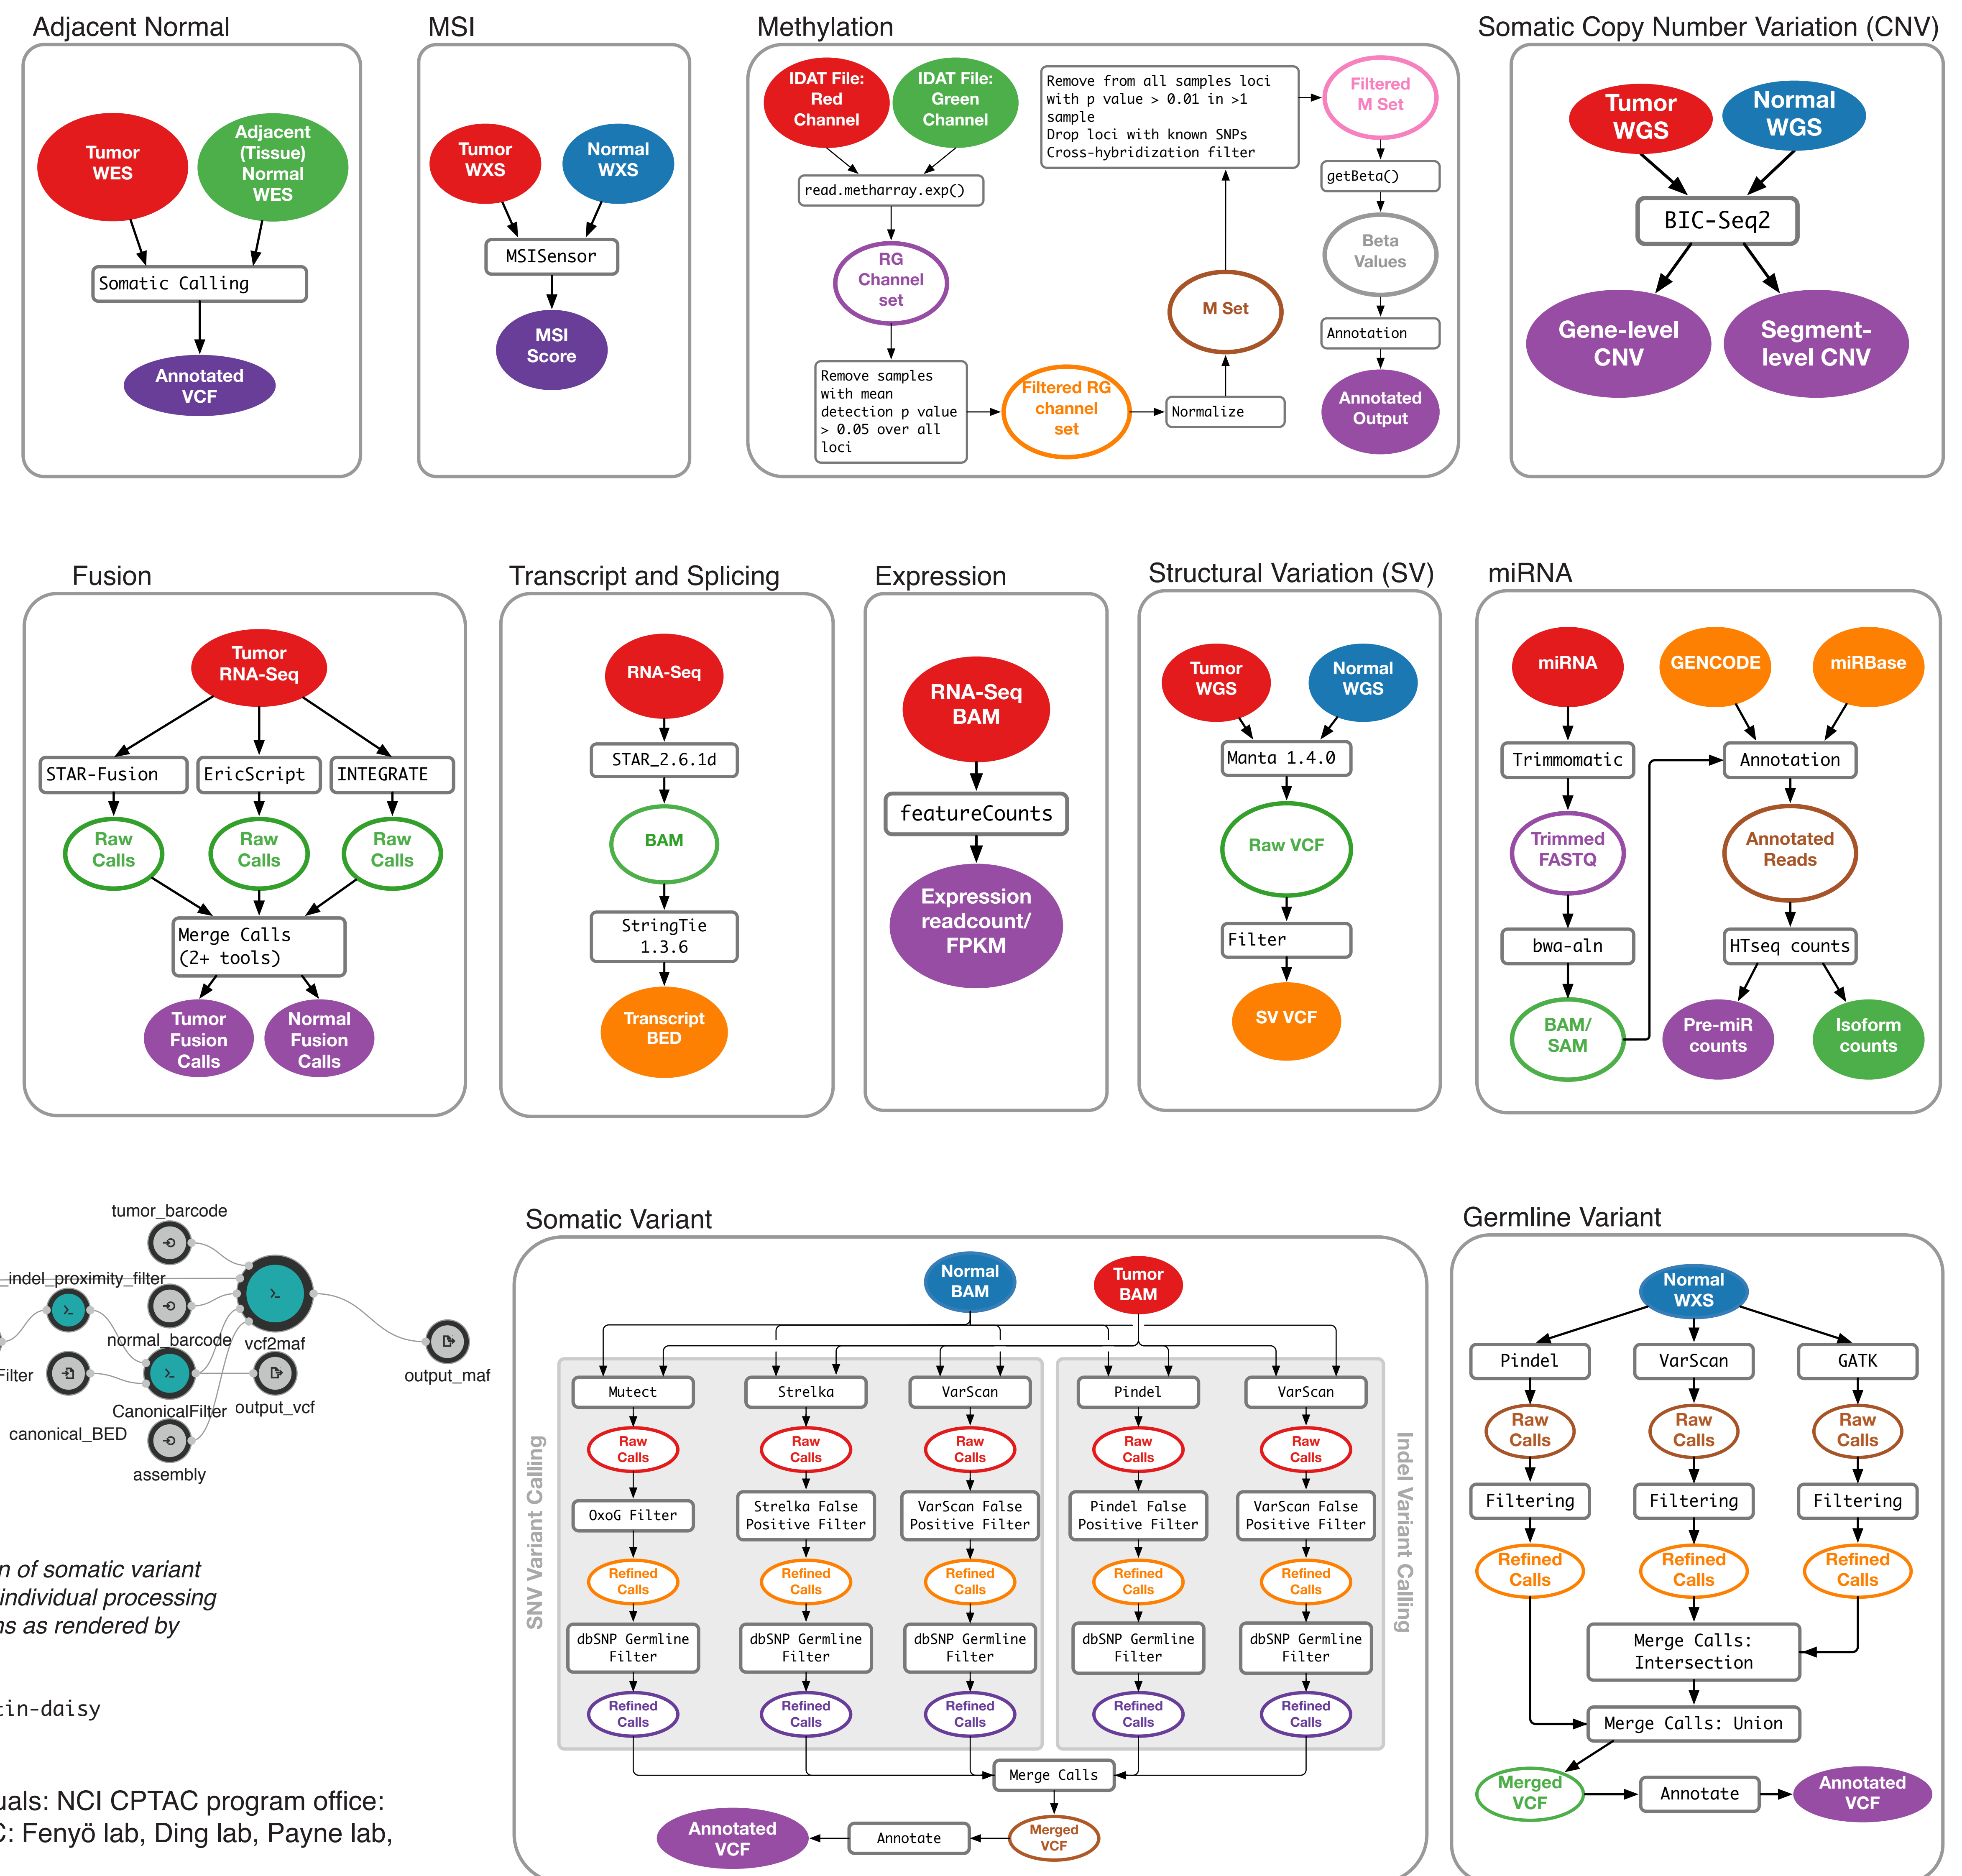 Adjacent Normal
Tumor
WES
Adjacent
(Tissue)
Normal
WES
Somatic Calling
Annotated
VCF
MSI
Tumor
WXS
Normal
WXS
MSISensor
MSI
Score
Methylation
IDAT File:
Red
Channel
IDAT File:
Green
Channel
read.metharray.exp()
RG
Channel
set
Remove samples
with mean
detection p value
> 0.05 over all
loci
Filtered RG
channel
set
Normalize
M Set
Remove from all samples loci
with p value > 0.01 in >1
sample
Drop loci with known SNPs
Cross-hybridization filter
Filtered
M Set
getBeta()
Beta
Values
Annotation
Annotated
Output
Somatic Copy Number Variation (CNV)
Tumor
WGS
Normal
WGS
BIC-Seq2
Gene-level
CNV
Segment-
level CNV
Fusion
Tumor
RNA-Seq
STAR-Fusion
EricScript
INTEGRATE
Raw
Calls
Raw
Calls
Raw
Calls
Merge Calls
(2+ tools)
Tumor
Fusion
Calls
Normal
Fusion
Calls
Transcript and Splicing
RNA-Seq
STAR_2.6.1d
BAM
StringTie
1.3.6
Transcript
BED
Expression
RNA-Seq
BAM
featureCounts
Expression
readcount/
FPKM
Structural Variation (SV)
Tumor
WGS
Normal
WGS
Manta 1.4.0
Raw VCF
Filter
SV VCF
miRNA
miRNA
GENCODE
miRBase
Trimmomatic
Annotation
Trimmed
FASTQ
Annotated
Reads
bwa-aln
HTseq counts
BAM/
SAM
Pre-miR
counts
Isoform
counts
tumor_barcode
_indel_proximity_filter
normal_barcode
vcf2maf
Filter
output_maf
CanonicalFilter
output_vcf
canonical_BED
assembly
n of somatic variant
individual processing
ns as rendered by
tin-daisy
uals: NCI CPTAC program office:
C: Fenyö lab, Ding lab, Payne lab,
Somatic Variant
Normal
BAM
Tumor
BAM
SNV Variant Calling
Indel Variant Calling
Mutect
Strelka
VarScan
Pindel
VarScan
Raw
Calls
Raw
Calls
Raw
Calls
Raw
Calls
Raw
Calls
OxoG Filter
Strelka False
Positive Filter
VarScan False
Positive Filter
Pindel False
Positive Filter
VarScan False
Positive Filter
Refined
Calls
Refined
Calls
Refined
Calls
Refined
Calls
Refined
Calls
dbSNP Germline
Filter
dbSNP Germline
Filter
dbSNP Germline
Filter
dbSNP Germline
Filter
dbSNP Germline
Filter
Refined
Calls
Refined
Calls
Refined
Calls
Refined
Calls
Refined
Calls
Merge Calls
Merged
VCF
Annotate
Annotated
VCF
Germline Variant
Normal
WXS
Pindel
VarScan
GATK
Raw
Calls
Raw
Calls
Raw
Calls
Filtering
Filtering
Filtering
Refined
Calls
Refined
Calls
Refined
Calls
Merge Calls:
Intersection
Merge Calls: Union
Merged
VCF
Annotate
Annotated
VCF